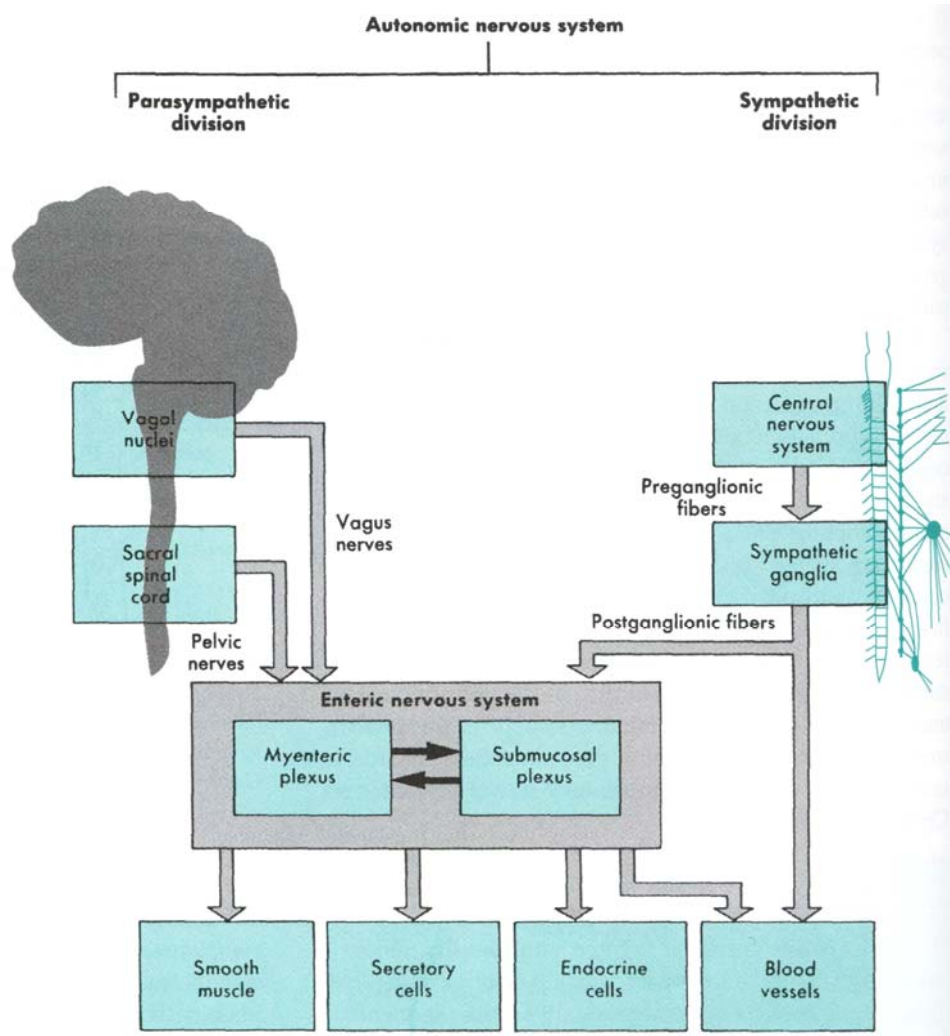 Autonomic nervous system
Parasympathetic
division
Sympathetic
division
Vagal
nuclei
Central
nervous
system
Vagus
nerves
Preganglionic
fibers
Sacral
spinal
cord
Sympathetic
ganglia
Pelvic
nerves
Postganglionic fibers
Enteric nervous system
Myenteric
plexus
Submucosal
plexus
Smooth
muscle
Secretory
cells
Endocrine
cells
Blood
vessels